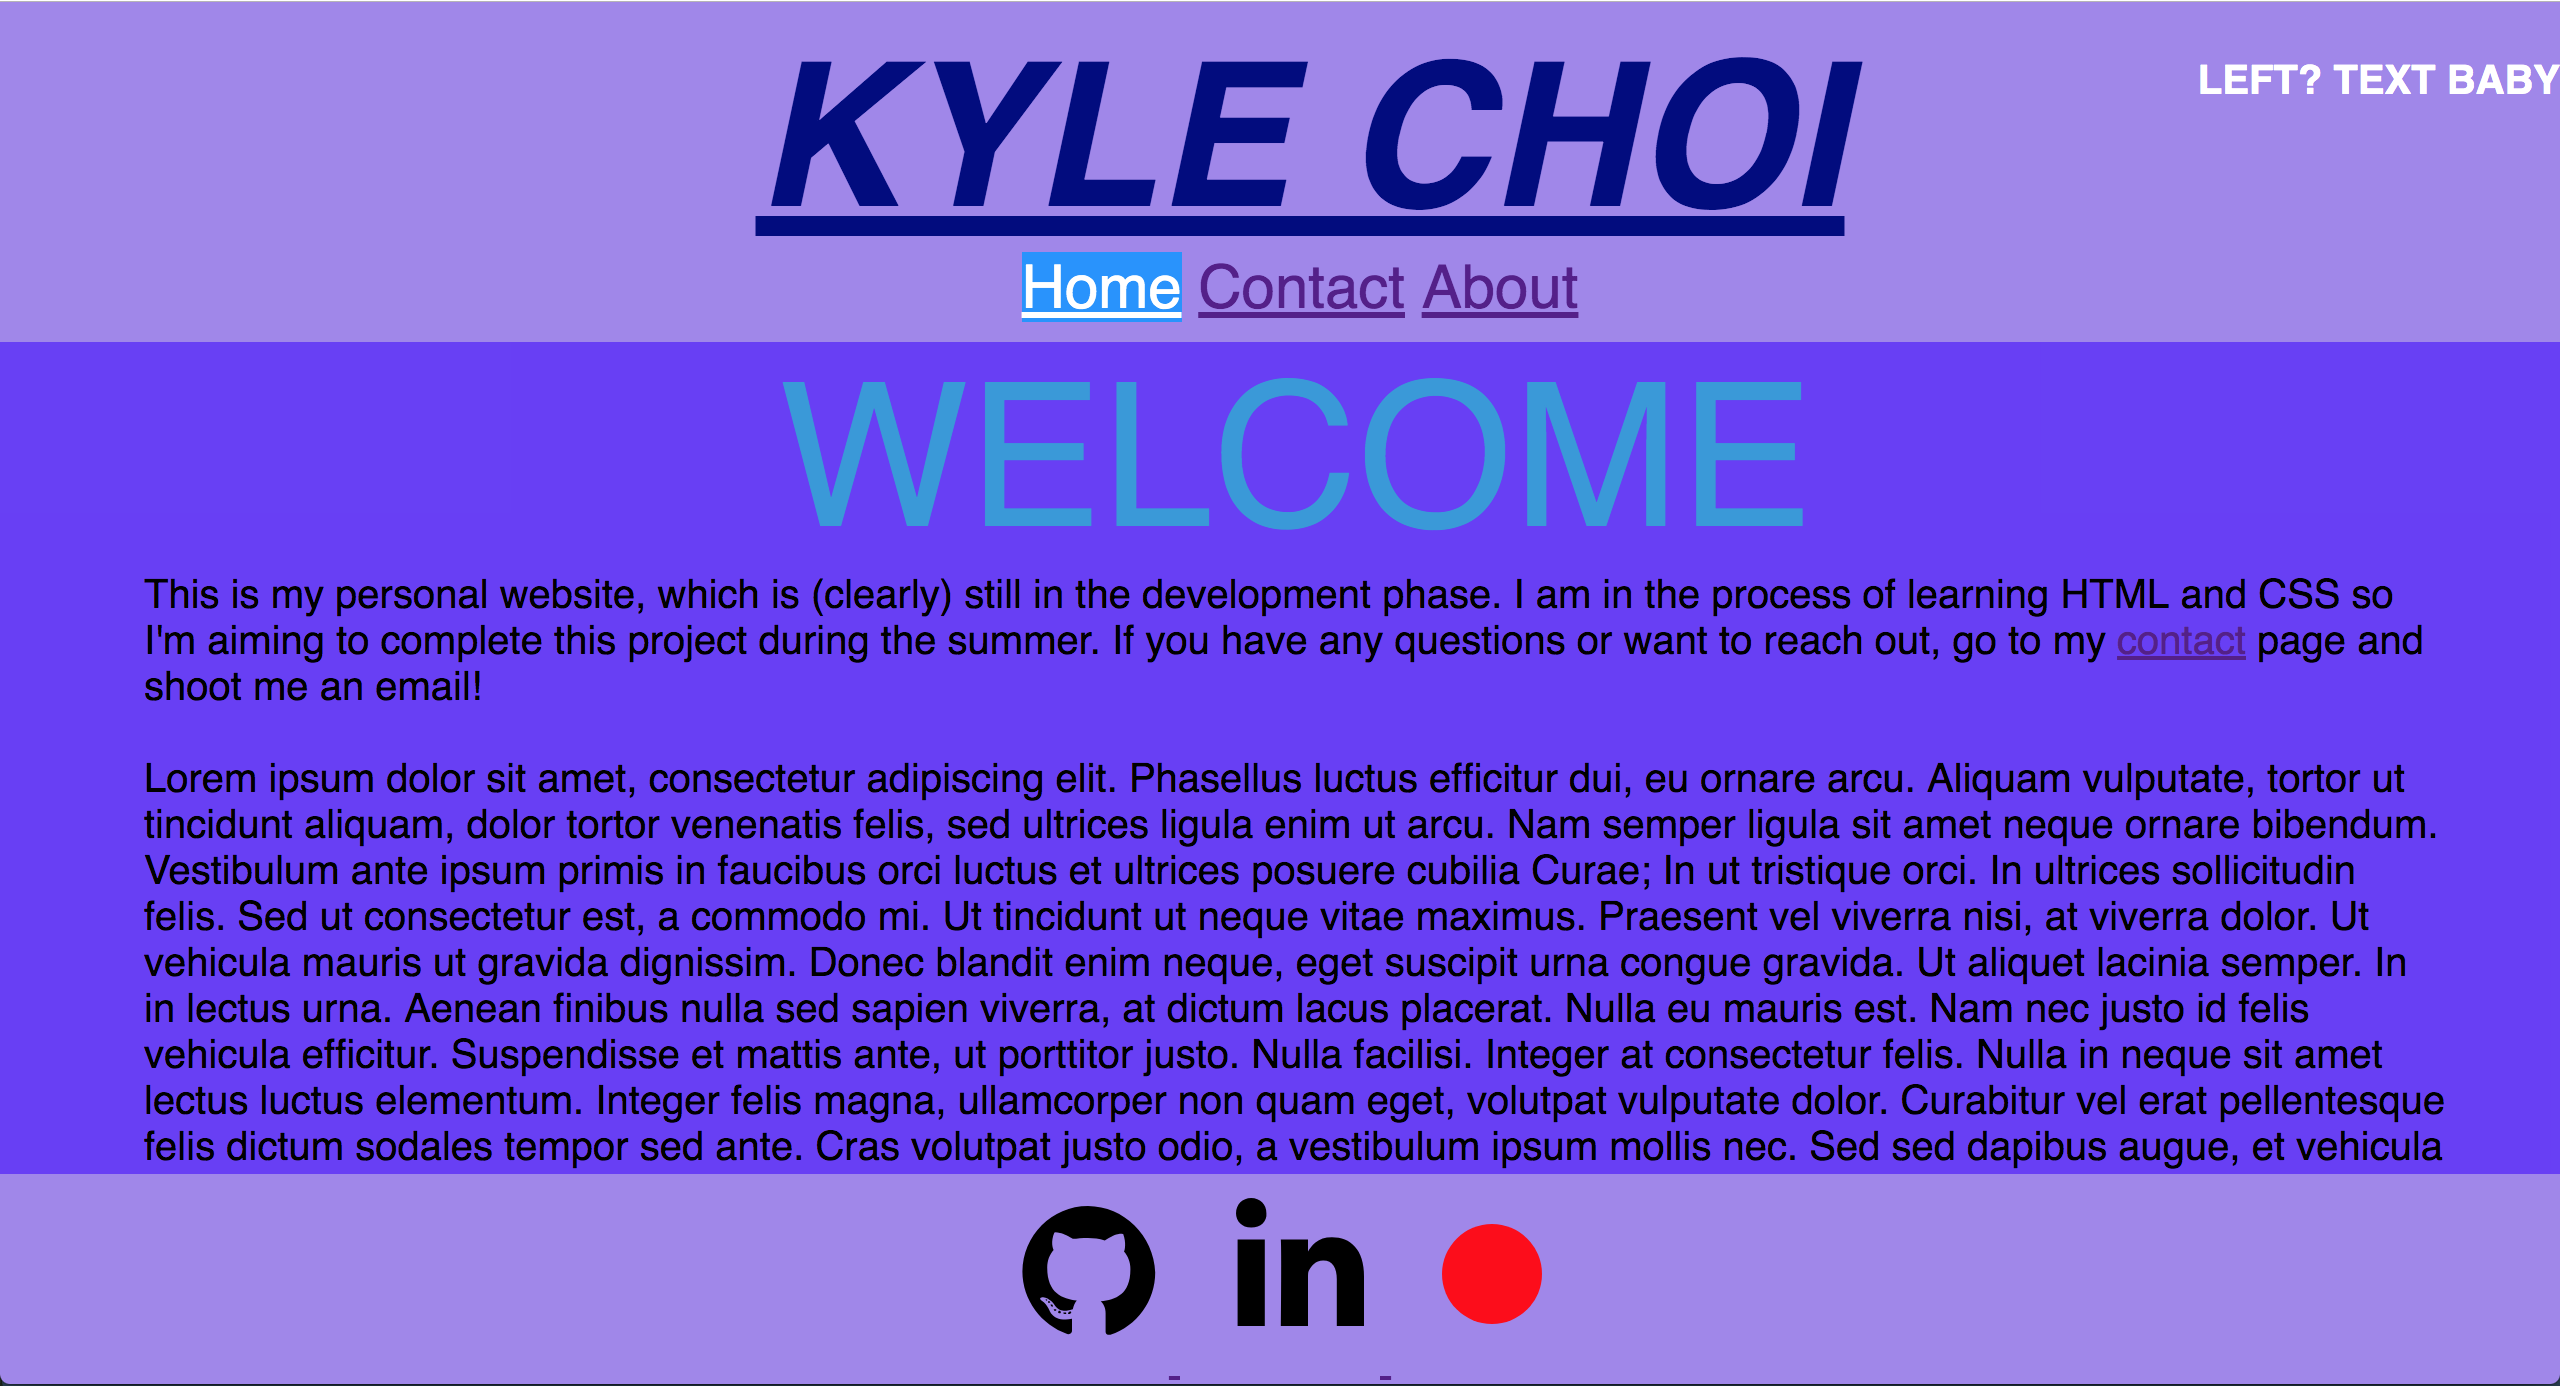 KYLE CHOI
LEFT? TEXT BABY
Home Contact About
WELCOME
This is my personal website, which is (clearly) still in the development phase. I am in the process of learning HTML and CSS so
I'm aiming to complete this project during the summer. If you have any questions or want to reach out, go to my contact page and
shoot me an email!
Lorem ipsum dolor sit amet, consectetur adipiscing elit. Phasellus luctus efficitur dui, eu ornare arcu. Aliquam vulputate, tortor ut
tincidunt aliquam, dolor tortor venenatis felis, sed ultrices ligula enim ut arcu. Nam semper ligula sit amet neque ornare bibendum.
Vestibulum ante ipsum primis in faucibus orci luctus et ultrices posuere cubilia Curae; In ut tristique orci. In ultrices sollicitudin
felis. Sed ut consectetur est, a commodo mi. Ut tincidunt ut neque vitae maximus. Praesent vel viverra nisi, at viverra dolor. Ut
vehicula mauris ut gravida dignissim. Donec blandit enim neque, eget suscipit urna congue gravida. Ut aliquet lacinia semper. In
in lectus urna. Aenean finibus nulla sed sapien viverra, at dictum lacus placerat. Nulla eu mauris est. Nam nec justo id felis
vehicula efficitur. Suspendisse et mattis ante, ut porttitor justo. Nulla facilisi. Integer at consectetur felis. Nulla in neque sit amet
lectus luctus elementum. Integer felis magna, ullamcorper non quam eget, volutpat vulputate dolor. Curabitur vel erat pellentesque
felis dictum sodales tempor sed ante. Cras volutpat justo odio, a vestibulum ipsum mollis nec. Sed sed dapibus augue, et vehicula
in